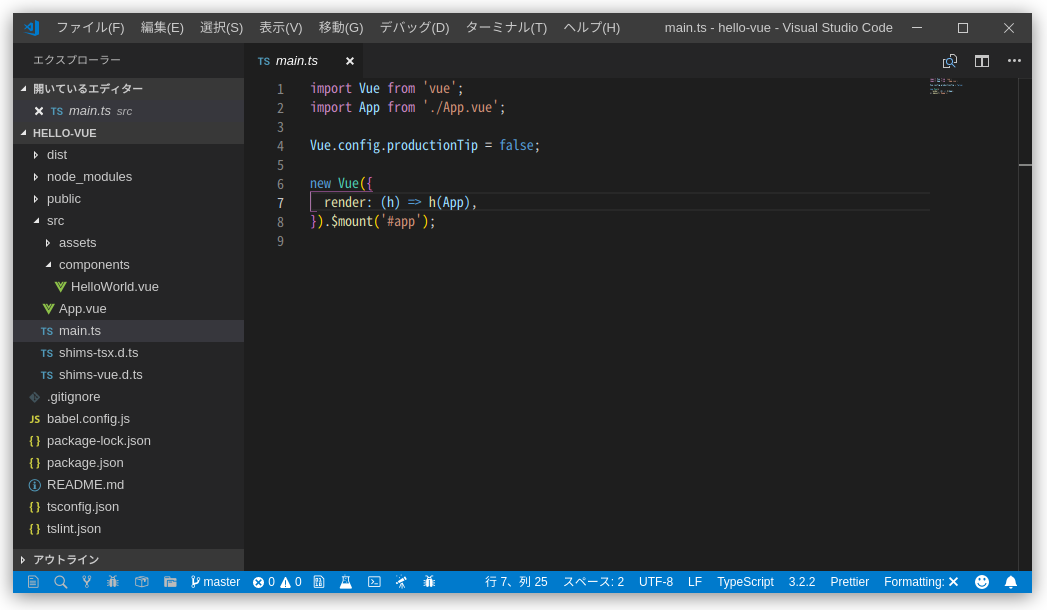 ファイル(F) 編集(E) 選択(S) 表示(V) 移動(G) デバッグ(D) ターミナル(T) ヘルプ(H) main.ts - hello-vue - Visual Studio Code
エクスプローラー
開いているエディター
TS main.ts src
HELLO-VUE
dist
node_modules
public
src
assets
components
HelloWorld.vue
App.vue
TS main.ts
TS shims-tsx.d.ts
TS shims-vue.d.ts
.gitignore
JS babel.config.js
{ } package-lock.json
{ } package.json
README.md
{ } tsconfig.json
{ } tslint.json
アウトライン
TS main.ts
1 import Vue from 'vue';
2 import App from './App.vue';
3
4 Vue.config.productionTip = false;
5
6 new Vue({
7 render: (h) => h(App),
8 }).$mount('#app');
9
master 0 0 行 7、列 25 スペース: 2 UTF-8 LF TypeScript 3.2.2 Prettier Formatting: ✕